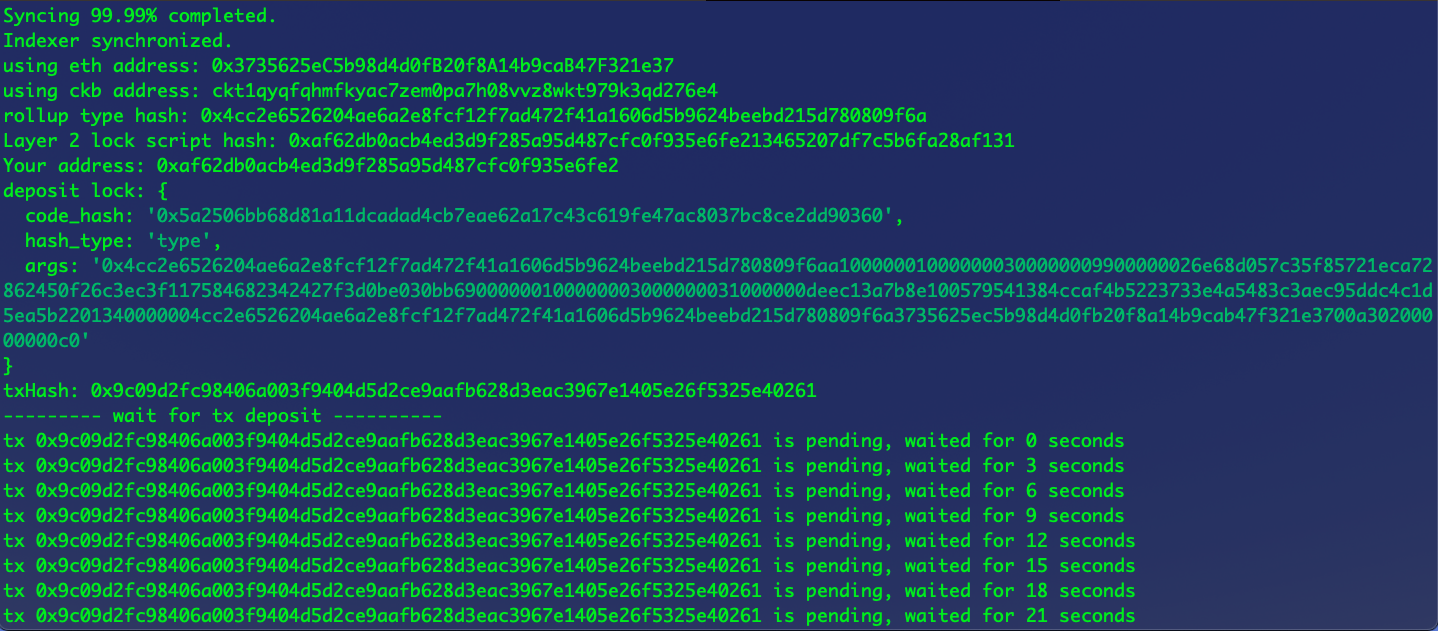 Syncing 99.99% completed.
Indexer synchronized.
using eth address: 0x3735625eC5b98d4d0fB20f8A14b9caB47F321e37
using ckb address: ckt1qyqfqhmfkyac7zem0pa7h08vvz8wkt979k3qd276e4
rollup type hash: 0x4cc2e6526204ae6a2e8fcf12f7ad472f41a1606d5b9624beebd215d780809f6a
Layer 2 lock script hash: 0xaf62db0acb4ed3d9f285a95d487cfc0f935e6fe213465207df7c5b6fa28af131
Your address: 0xaf62db0acb4ed3d9f285a95d487cfc0f935e6fe2
deposit lock: {
  code_hash: '0x5a2506bb68d81a11dcadad4cb7eae62a17c43c619fe47ac8037bc8ce2dd90360',
  hash_type: 'type',
  args: '0x4cc2e6526204ae6a2e8fcf12f7ad472f41a1606d5b9624beebd215d780809f6aa10000001000000030000000990000026e68d057c35f85721eca72
862450f26c3ec3f117584682342427f3d0be030bb69000000100000003000000031000000deec13a7b8e100579541384ccaf4b5223733e4a5483c3aec95ddc4c1d
5ea5b2201340000004cc2e6526204ae6a2e8fcf12f7ad472f41a1606d5b9624beebd215d780809f6a3735625ec5b98d4d0fb20f8a14b9cab47f321e3700a302000
00000c0'
}
txHash: 0x9c09d2fc98406a003f9404d5d2ce9aafb628d3eac3967e1405e26f5325e40261
--------- wait for tx deposit ----------
tx 0x9c09d2fc98406a003f9404d5d2ce9aafb628d3eac3967e1405e26f5325e40261 is pending, waited for 0 seconds
tx 0x9c09d2fc98406a003f9404d5d2ce9aafb628d3eac3967e1405e26f5325e40261 is pending, waited for 3 seconds
tx 0x9c09d2fc98406a003f9404d5d2ce9aafb628d3eac3967e1405e26f5325e40261 is pending, waited for 6 seconds
tx 0x9c09d2fc98406a003f9404d5d2ce9aafb628d3eac3967e1405e26f5325e40261 is pending, waited for 9 seconds
tx 0x9c09d2fc98406a003f9404d5d2ce9aafb628d3eac3967e1405e26f5325e40261 is pending, waited for 12 seconds
tx 0x9c09d2fc98406a003f9404d5d2ce9aafb628d3eac3967e1405e26f5325e40261 is pending, waited for 15 seconds
tx 0x9c09d2fc98406a003f9404d5d2ce9aafb628d3eac3967e1405e26f5325e40261 is pending, waited for 18 seconds
tx 0x9c09d2fc98406a003f9404d5d2ce9aafb628d3eac3967e1405e26f5325e40261 is pending, waited for 21 seconds